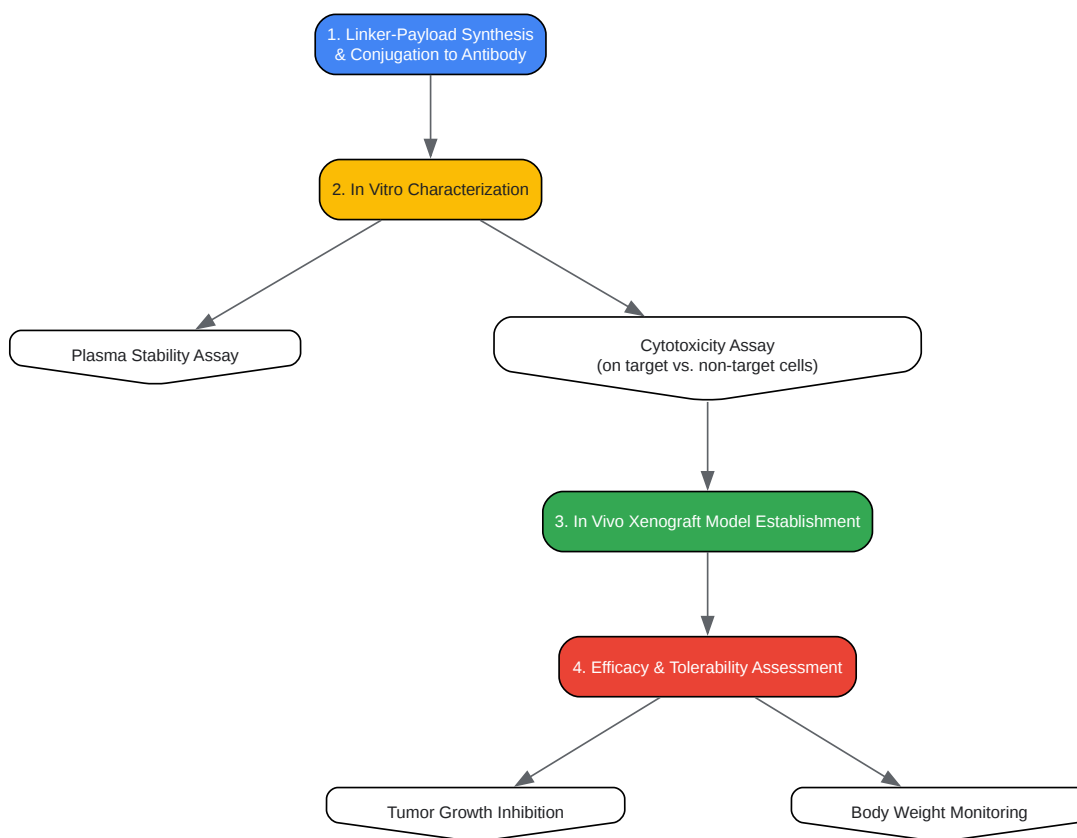 1. Linker-Payload Synthesis
& Conjugation to Antibody
2. In Vitro Characterization
Plasma Stability Assay
Cytotoxicity Assay
(on target vs. non-target cells)
3. In Vivo Xenograft Model Establishment
4. Efficacy & Tolerability Assessment
Tumor Growth Inhibition
Body Weight Monitoring